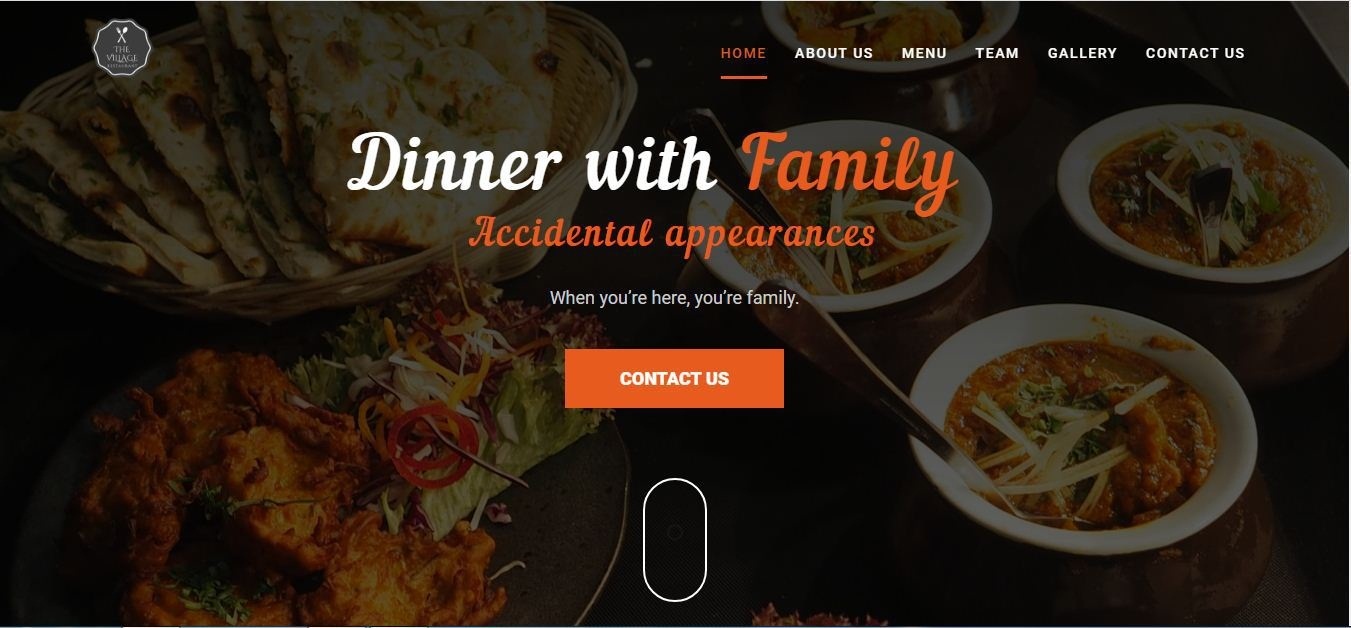 THE
VILLAGE
RESTAURANT
HOME ABOUT US MENU TEAM GALLERY CONTACT US
Dinner with Family
Accidental appearances
When you’re here, you’re family.
CONTACT US